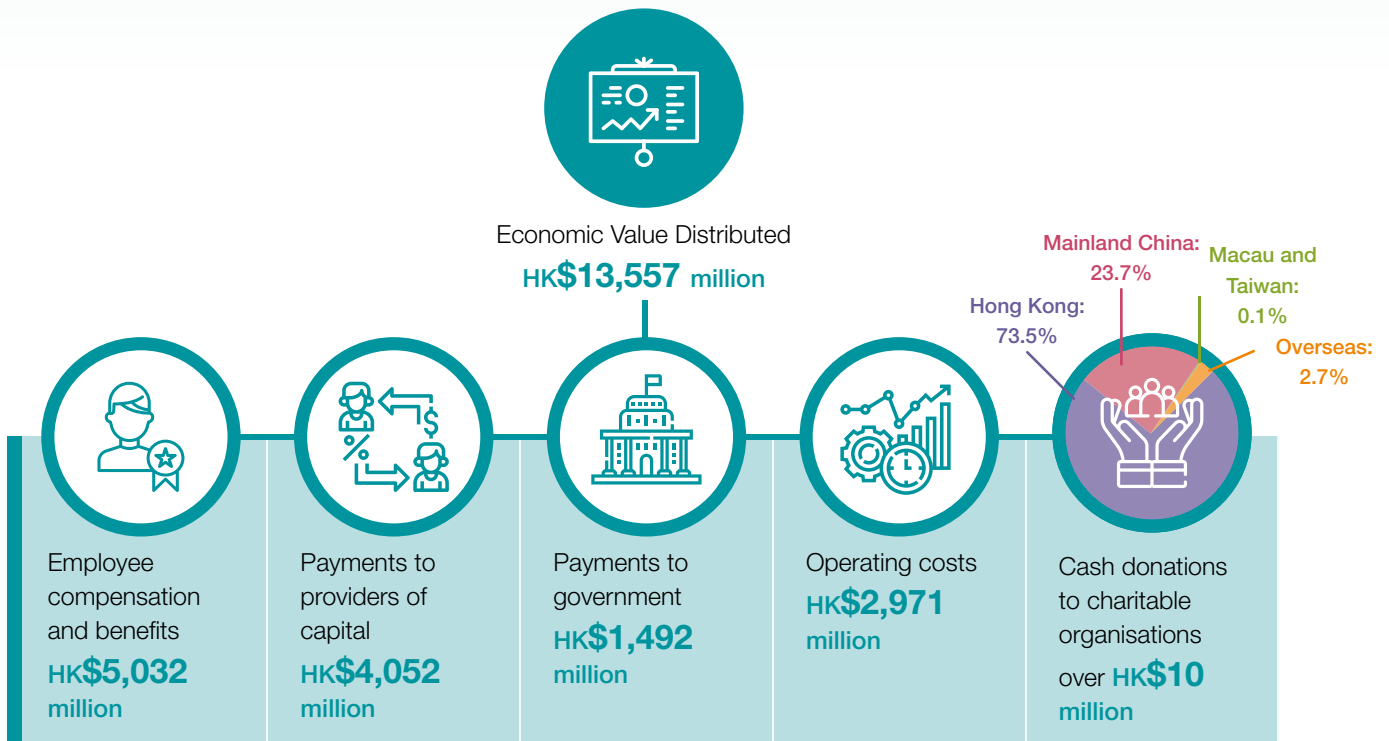 Economic Value Distributed
HK$13,557 million
Mainland China:
23.7%
Macau and
Taiwan:
0.1%
Hong Kong:
73.5%
Overseas:
2.7%
Employee
compensation
and benefits
HK$5,032
million
Payments to
providers of
capital
HK$4,052
million
Payments to
government
HK$1,492
million
Operating costs
HK$2,971
million
Cash donations
to charitable
organisations
over HK$10
million